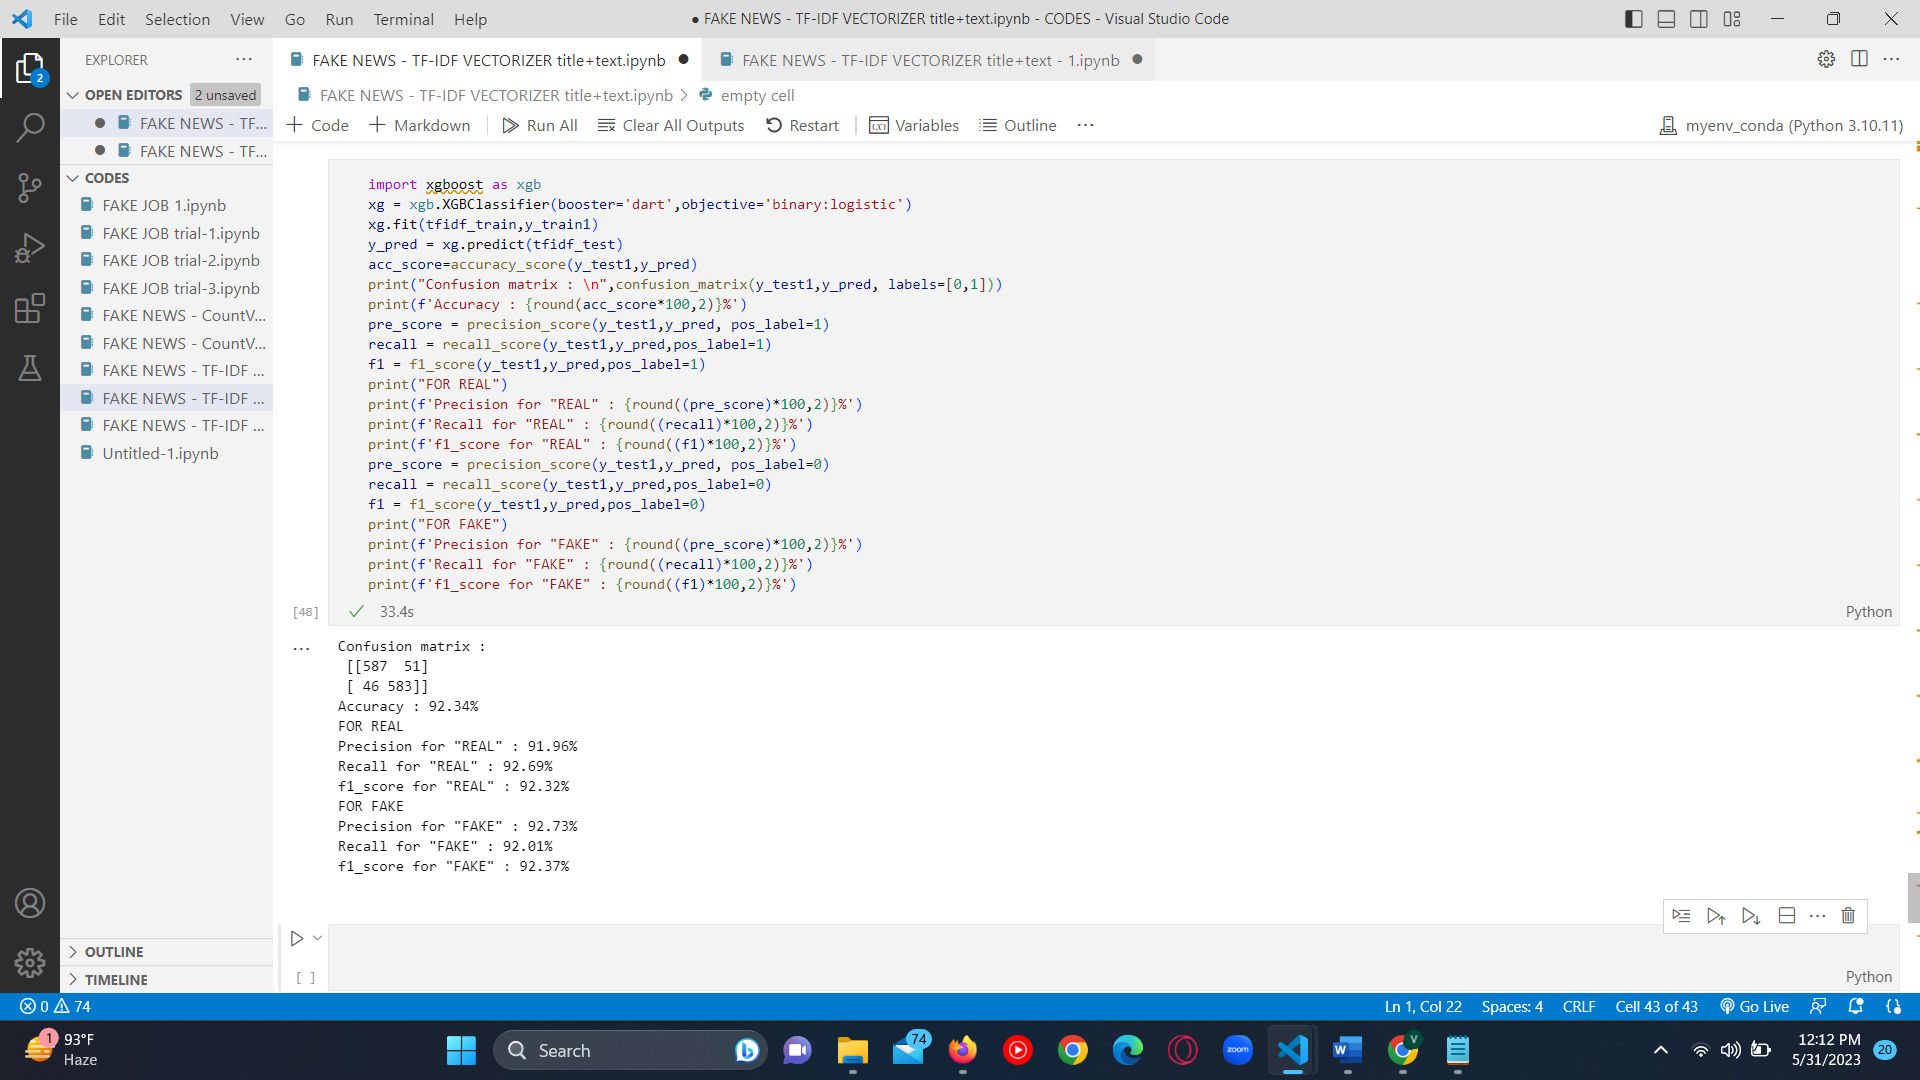 File Edit Selection View Go Run Terminal Help
● FAKE NEWS - TF-IDF VECTORIZER title+text.ipynb - CODES - Visual Studio Code
EXPLORER ...
FAKE NEWS - TF-IDF VECTORIZER title+text.ipynb ●
FAKE NEWS - TF-IDF VECTORIZER title+text - 1.ipynb ●
OPEN EDITORS 2 unsaved
● FAKE NEWS - TF...
● FAKE NEWS - TF...
CODES
FAKE JOB 1.ipynb
FAKE JOB trial-1.ipynb
FAKE JOB trial-2.ipynb
FAKE JOB trial-3.ipynb
FAKE NEWS - CountV...
FAKE NEWS - CountV...
FAKE NEWS - TF-IDF ...
FAKE NEWS - TF-IDF ...
FAKE NEWS - TF-IDF ...
Untitled-1.ipynb
OUTLINE
TIMELINE
2
FAKE NEWS - TF-IDF VECTORIZER title+text.ipynb > empty cell
+ Code + Markdown Run All Clear All Outputs Restart Variables Outline ...
myenv_conda (Python 3.10.11)
import xgboost as xgb
xg = xgb.XGBClassifier(booster='dart',objective='binary:logistic')
xg.fit(tfidf_train,y_train1)
y_pred = xg.predict(tfidf_test)
acc_score=accuracy_score(y_test1,y_pred)
print("Confusion matrix : \n",confusion_matrix(y_test1,y_pred, labels=[0,1]))
print(f'Accuracy : {round(acc_score*100,2)}%')
pre_score = precision_score(y_test1,y_pred, pos_label=1)
recall = recall_score(y_test1,y_pred,pos_label=1)
f1 = f1_score(y_test1,y_pred,pos_label=1)
print("FOR REAL")
print(f'Precision for "REAL" : {round((pre_score)*100,2)}%')
print(f'Recall for "REAL" : {round((recall)*100,2)}%')
print(f'f1_score for "REAL" : {round((f1)*100,2)}%')
pre_score = precision_score(y_test1,y_pred, pos_label=0)
recall = recall_score(y_test1,y_pred,pos_label=0)
f1 = f1_score(y_test1,y_pred,pos_label=0)
print("FOR FAKE")
print(f'Precision for "FAKE" : {round((pre_score)*100,2)}%')
print(f'Recall for "FAKE" : {round((recall)*100,2)}%')
print(f'f1_score for "FAKE" : {round((f1)*100,2)}%')
[48] ✓ 33.4s Python
... Confusion matrix :
[[587 51]
[ 46 583]]
Accuracy : 92.34%
FOR REAL
Precision for "REAL" : 91.96%
Recall for "REAL" : 92.69%
f1_score for "REAL" : 92.32%
FOR FAKE
Precision for "FAKE" : 92.73%
Recall for "FAKE" : 92.01%
f1_score for "FAKE" : 92.37%
[ ] Python
0 74 Ln 1, Col 22 Spaces: 4 CRLF Cell 43 of 43 Go Live
1 93°F
Haze
Search
74
zoom
V
12:12 PM
5/31/2023
20